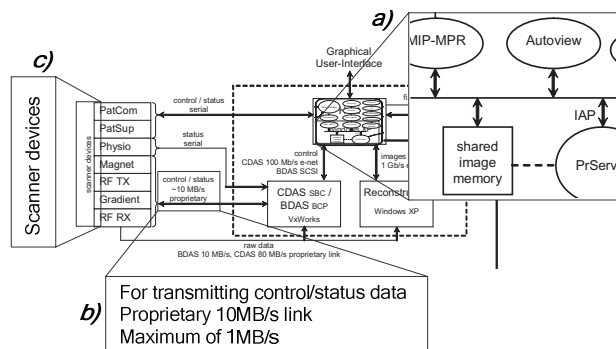 a)
c)
Graphical
User-Interface
MIP-MPR
Autoview
IAP
shared
image
memory
PrServ
Scanner devices
scanner devices
PatCom
PatSup
Physio
Magnet
RF TX
Gradient
RF RX
control / status
serial
status
serial
control / status
~10 MB/s
proprietary
control
CDAS 100 Mb/s e-net
BDAS SCSI
images
1 Gb/s
CDAS SBC /
BDAS BCP
VxWorks
Reconstru
Windows XP
raw data
BDAS 10 MB/s, CDAS 80 MB/s proprietary link
b)
For transmitting control/status data
Proprietary 10MB/s link
Maximum of 1MB/s